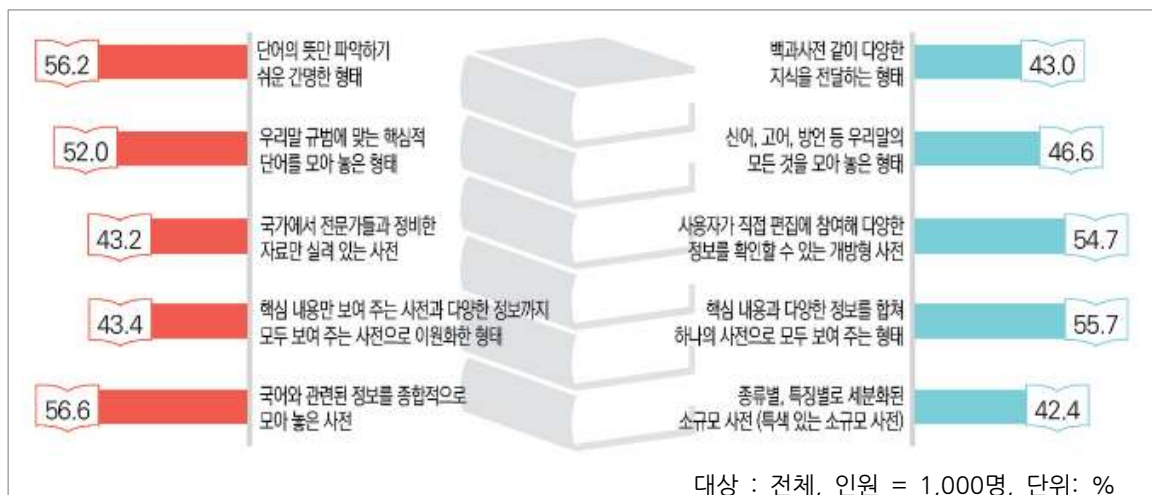 56.2
단어의 뜻만 파악하기
쉬운 간명한 형태
백과사전 같이 다양한
지식을 전달하는 형태
43.0
52.0
우리말 규범에 맞는 핵심적
단어를 모아 놓은 형태
신어, 고어, 방언 등 우리말의
모든 것을 모아 놓은 형태
46.6
43.2
국가에서 전문가들과 정비한
자료만 실려 있는 사전
사용자가 직접 편집에 참여해 다양한
정보를 확인할 수 있는 개방형 사전
54.7
43.4
핵심 내용만 보여 주는 사전과 다양한 정보까지
모두 보여 주는 사전으로 이원화한 형태
핵심 내용과 다양한 정보를 합쳐
하나의 사전으로 모두 보여 주는 형태
55.7
56.6
국어와 관련된 정보를 종합적으로
모아 놓은 사전
종류별, 특징별로 세분화된
소규모 사전 (특색 있는 소규모 사전)
42.4
대상 : 전체, 인원 = 1,000명, 단위: %